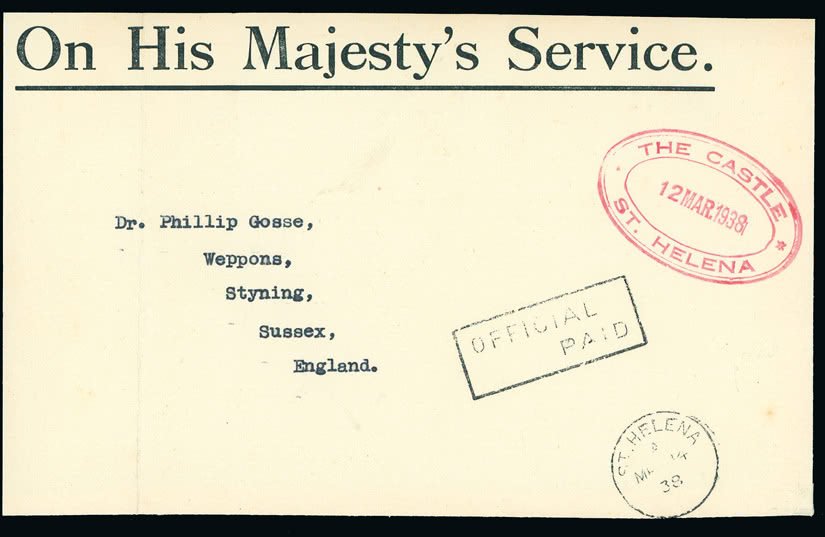 On His Majesty's Service.
THE CASTLE
12 MAR. 1938
ST. HELENA
Dr. Phillip Gosse,
Weppons,
Styning,
Sussex,
England.
OFFICIAL
PAID
ST. HELENA
38